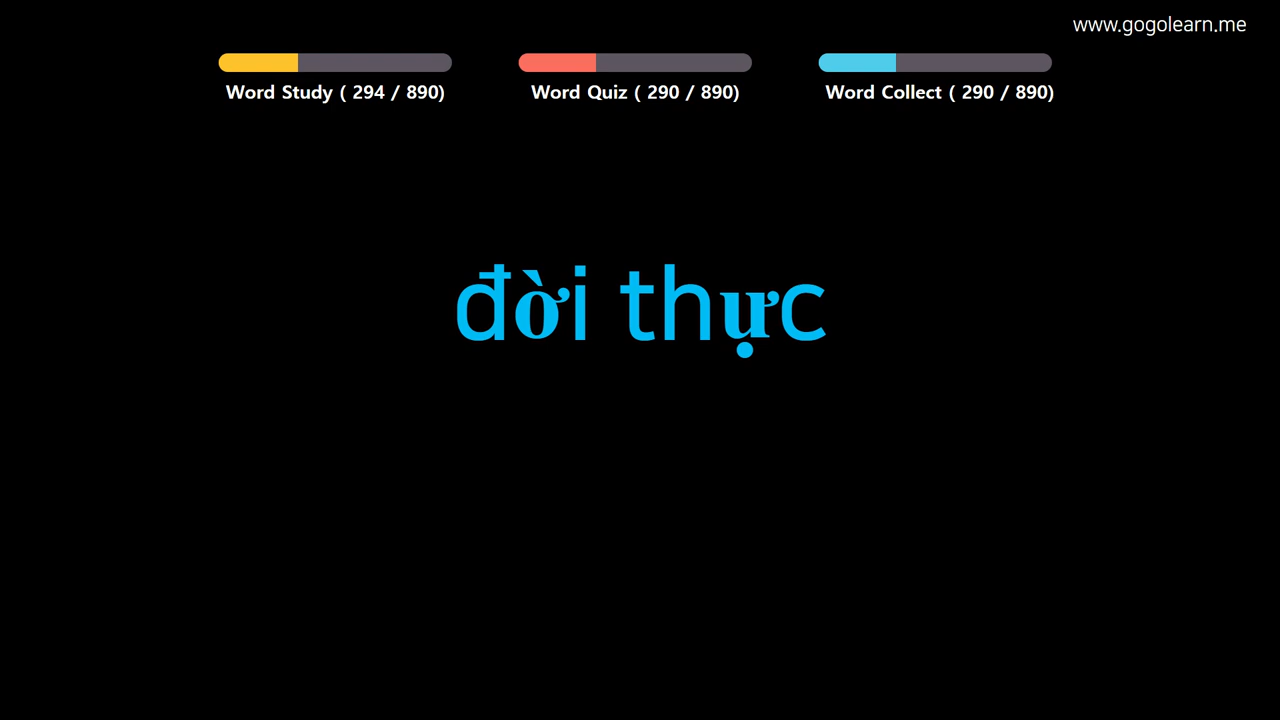 www.gogolearn.me
Word Study ( 294 / 890)
Word Quiz ( 290 / 890)
Word Collect ( 290 / 890)
đời thực